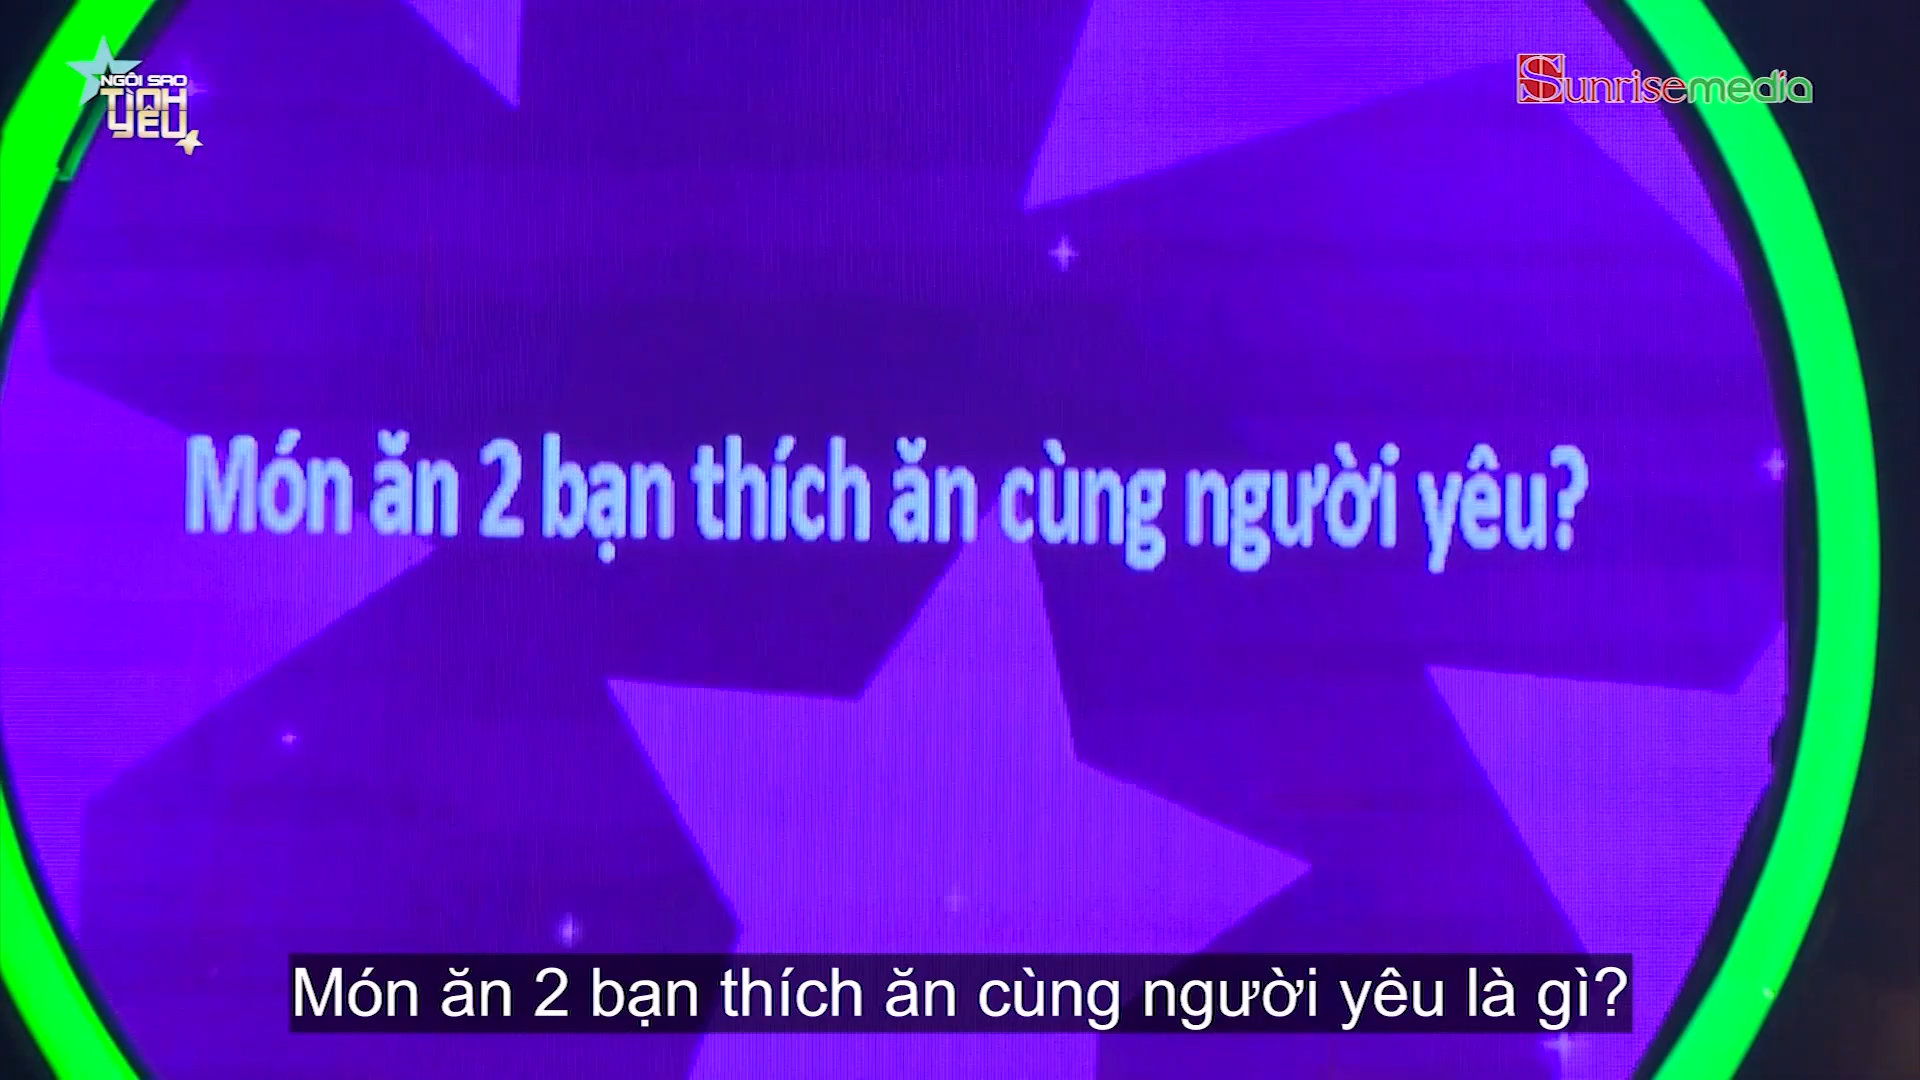 NGÔI SAO
TÌNH
YÊU
Sunrisemedia
Món ăn 2 bạn thích ăn cùng người yêu?
Món ăn 2 bạn thích ăn cùng người yêu là gì?